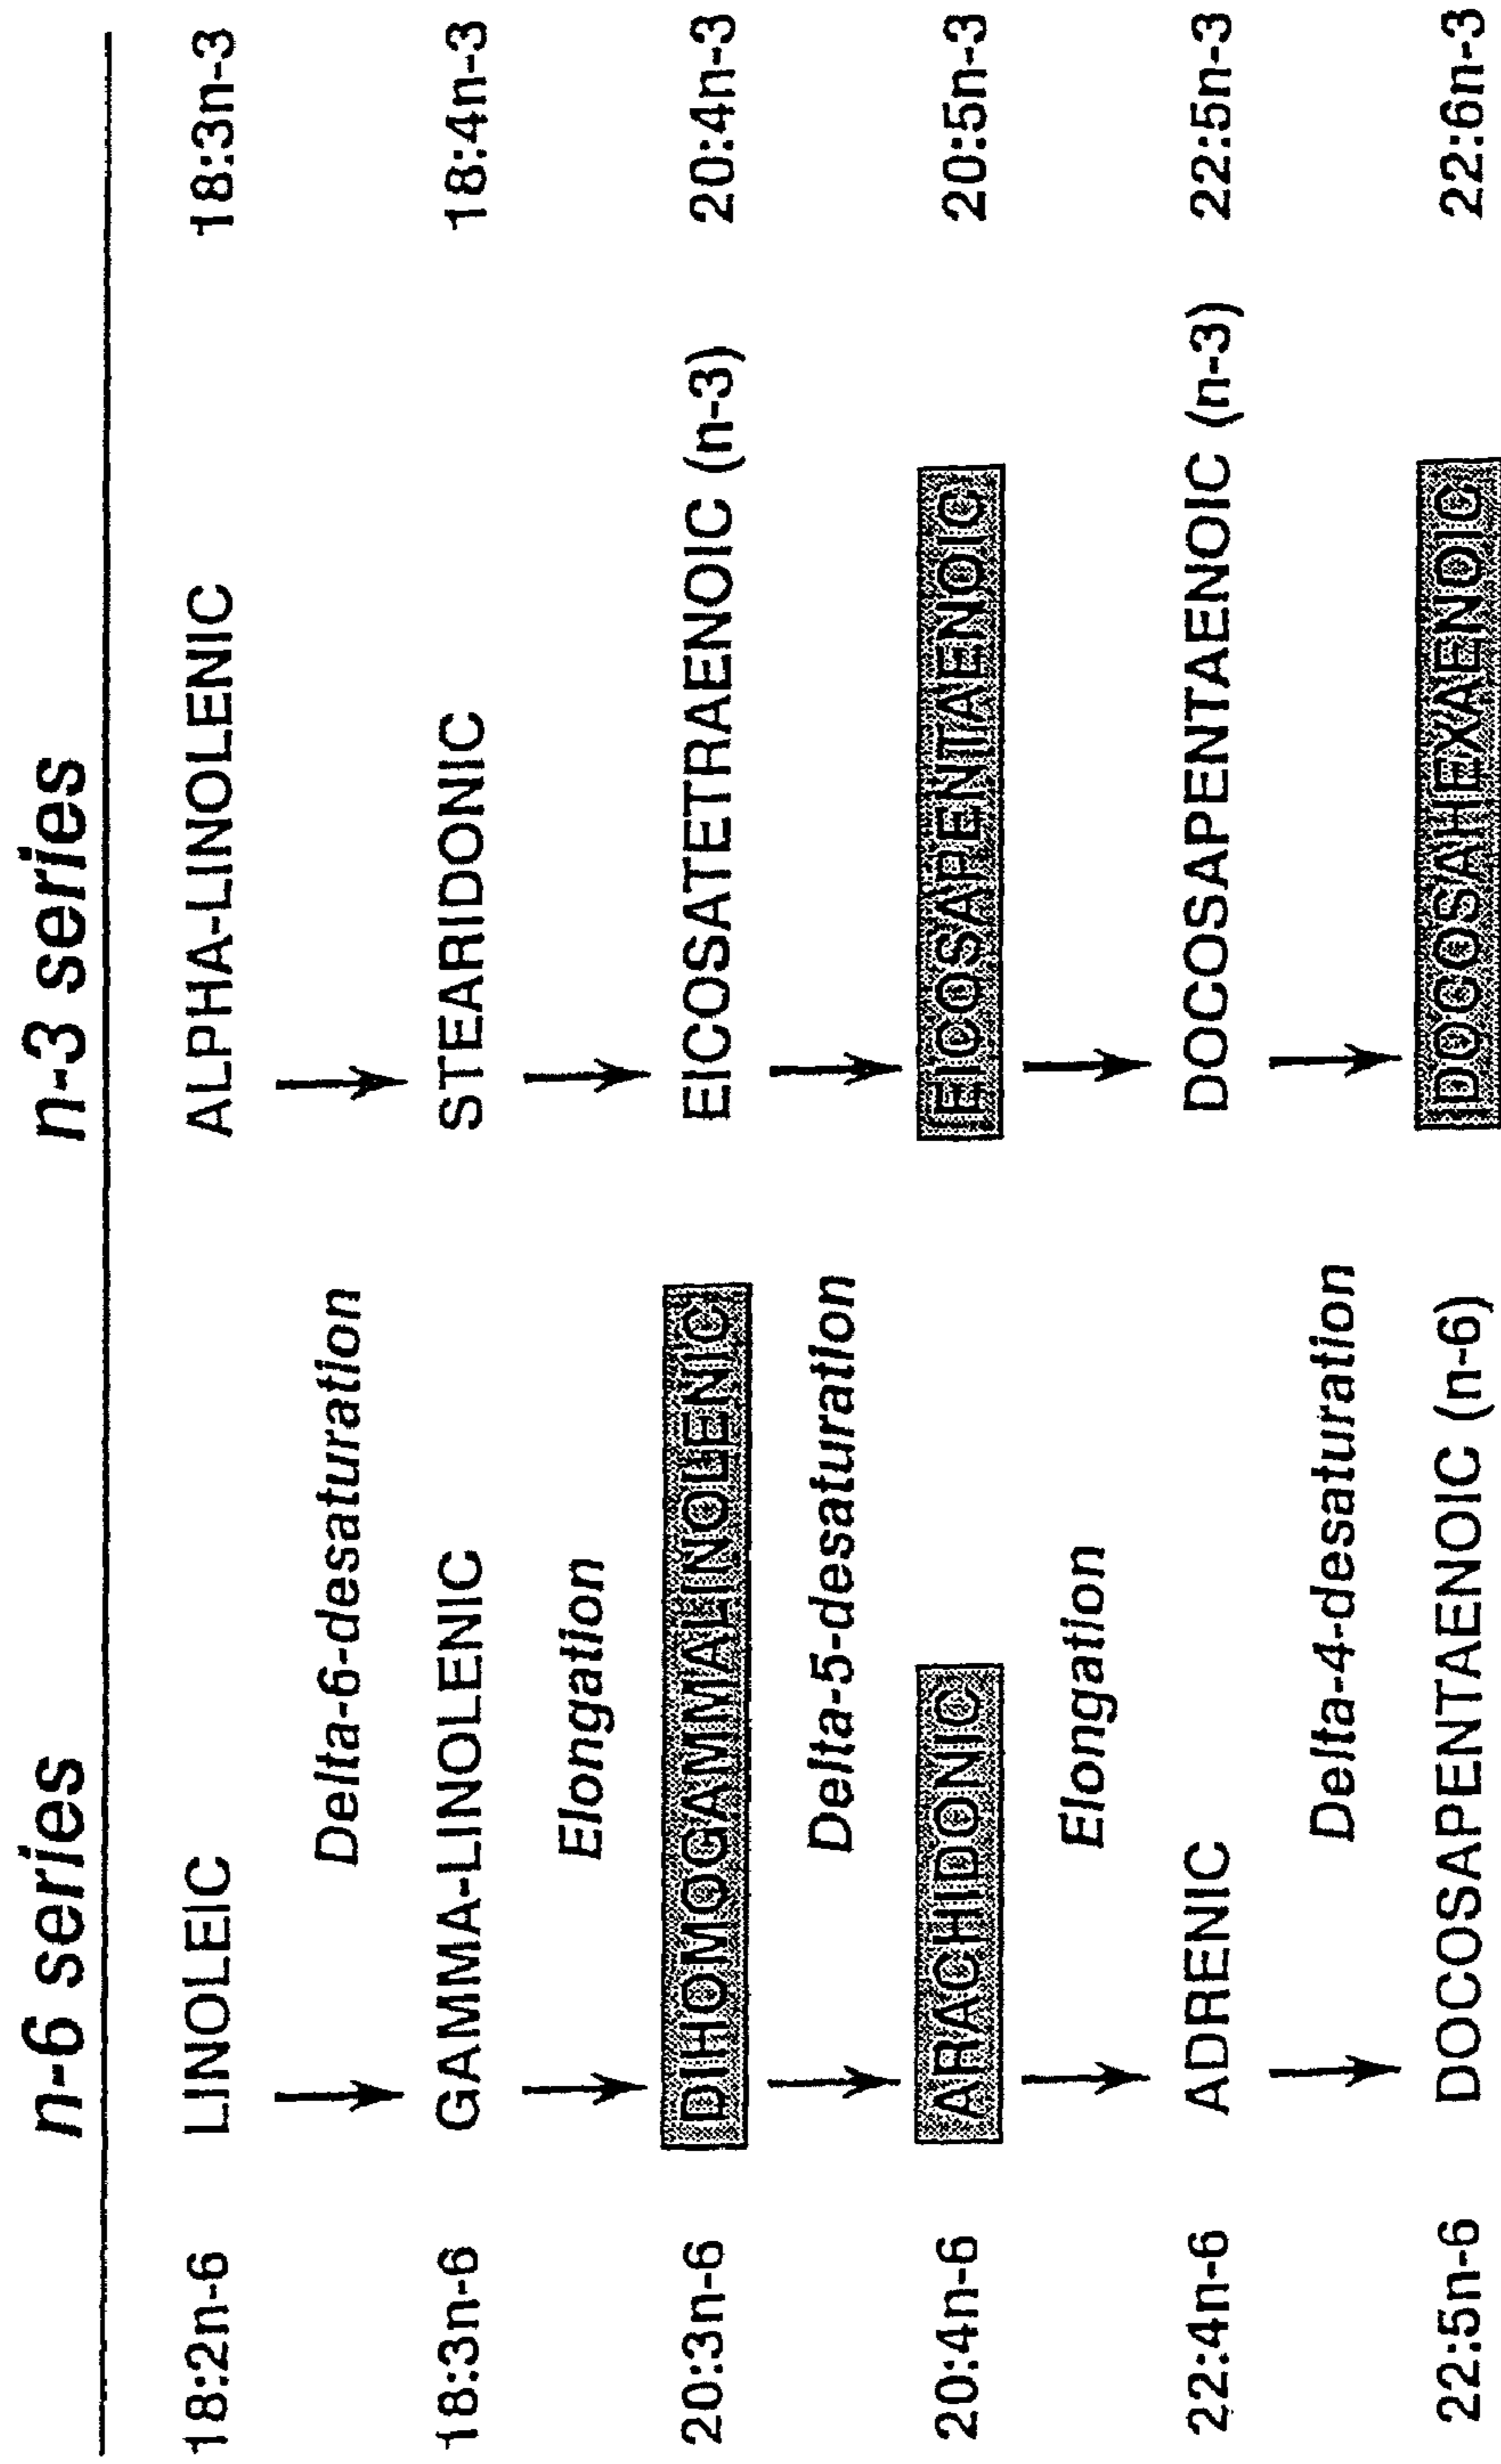 n-6 series n-3 series
18:2n-6 LINOLEIC ALPHA-LINOLENIC 18:3n-3
Delta-6-desaturation
18:3n-6 GAMMA-LINOLENIC STEARIDONIC 18:4n-3
Elongation
20:3n-6 DIHOMOGAMMALINOLENIC EICOSATETRAENOIC (n-3) 20:4n-3
Delta-5-desaturation
20:4n-6 ARACHIDONIC EICOSAPENTAENOIC 20:5n-3
Elongation
22:4n-6 ADRENIC DOCOSAPENTAENOIC (n-3) 22:5n-3
Delta-4-desaturation
22:5n-6 DOCOSAPENTAENOIC (n-6) DOCOSAHEXAENOIC 22:6n-3